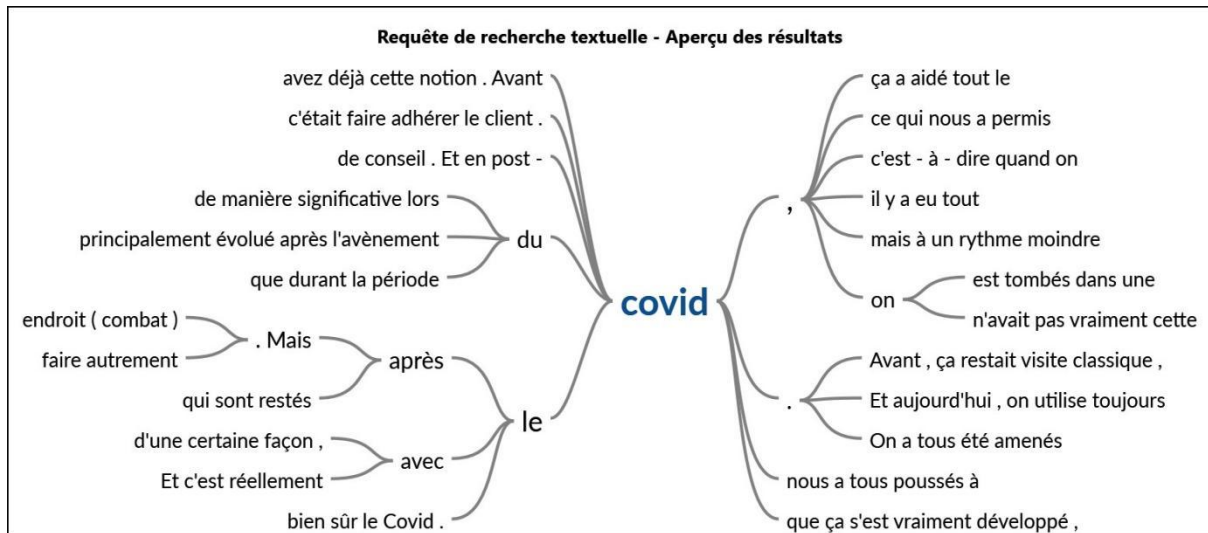 Requête de recherche textuelle - Aperçu des résultats
avez déjà cette notion . Avant
c'était faire adhérer le client .
de conseil . Et en post -
de manière significative lors
principalement évolué après l'avènement
que durant la période
du
endroit ( combat )
faire autrement
. Mais
qui sont restés
après
d'une certaine façon ,
Et c'est réellement
avec
bien sûr le Covid .
le
covid
,
ça a aidé tout le
ce qui nous a permis
c'est - à - dire quand on
il y a eu tout
mais à un rythme moindre
on
est tombés dans une
n'avait pas vraiment cette
.
Avant , ça restait visite classique ,
Et aujourd'hui , on utilise toujours
On a tous été amenés
nous a tous poussés à
que ça s'est vraiment développé ,